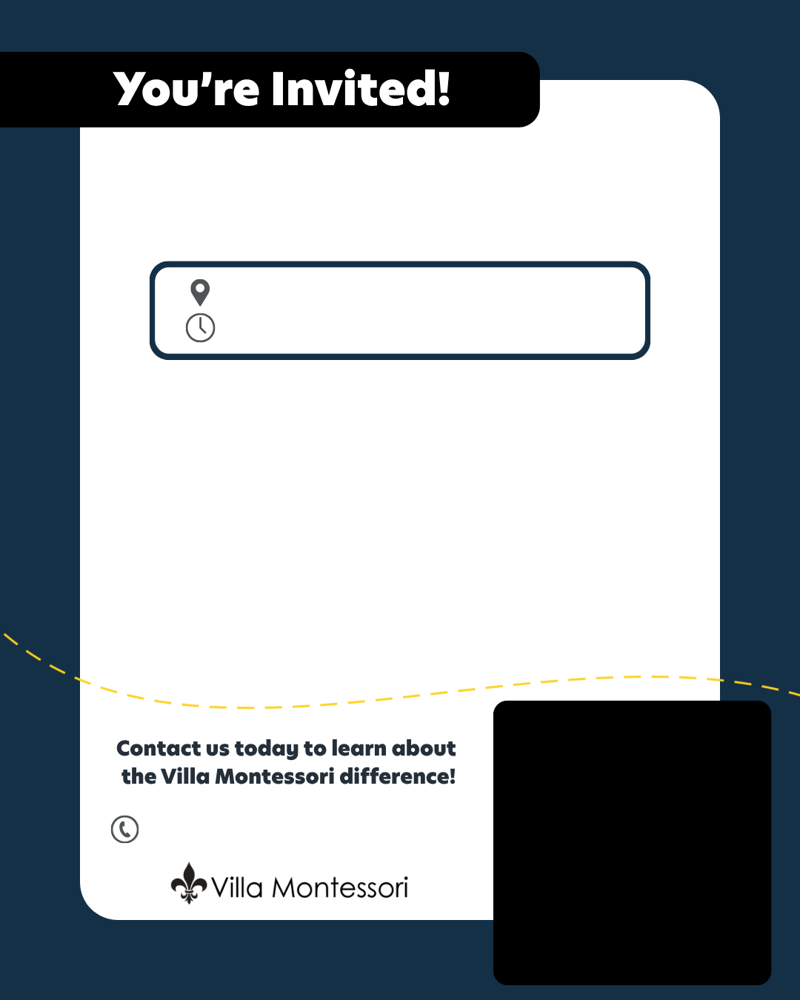 You’re Invited!
Contact us today to learn about
the Villa Montessori difference!
Villa Montessori